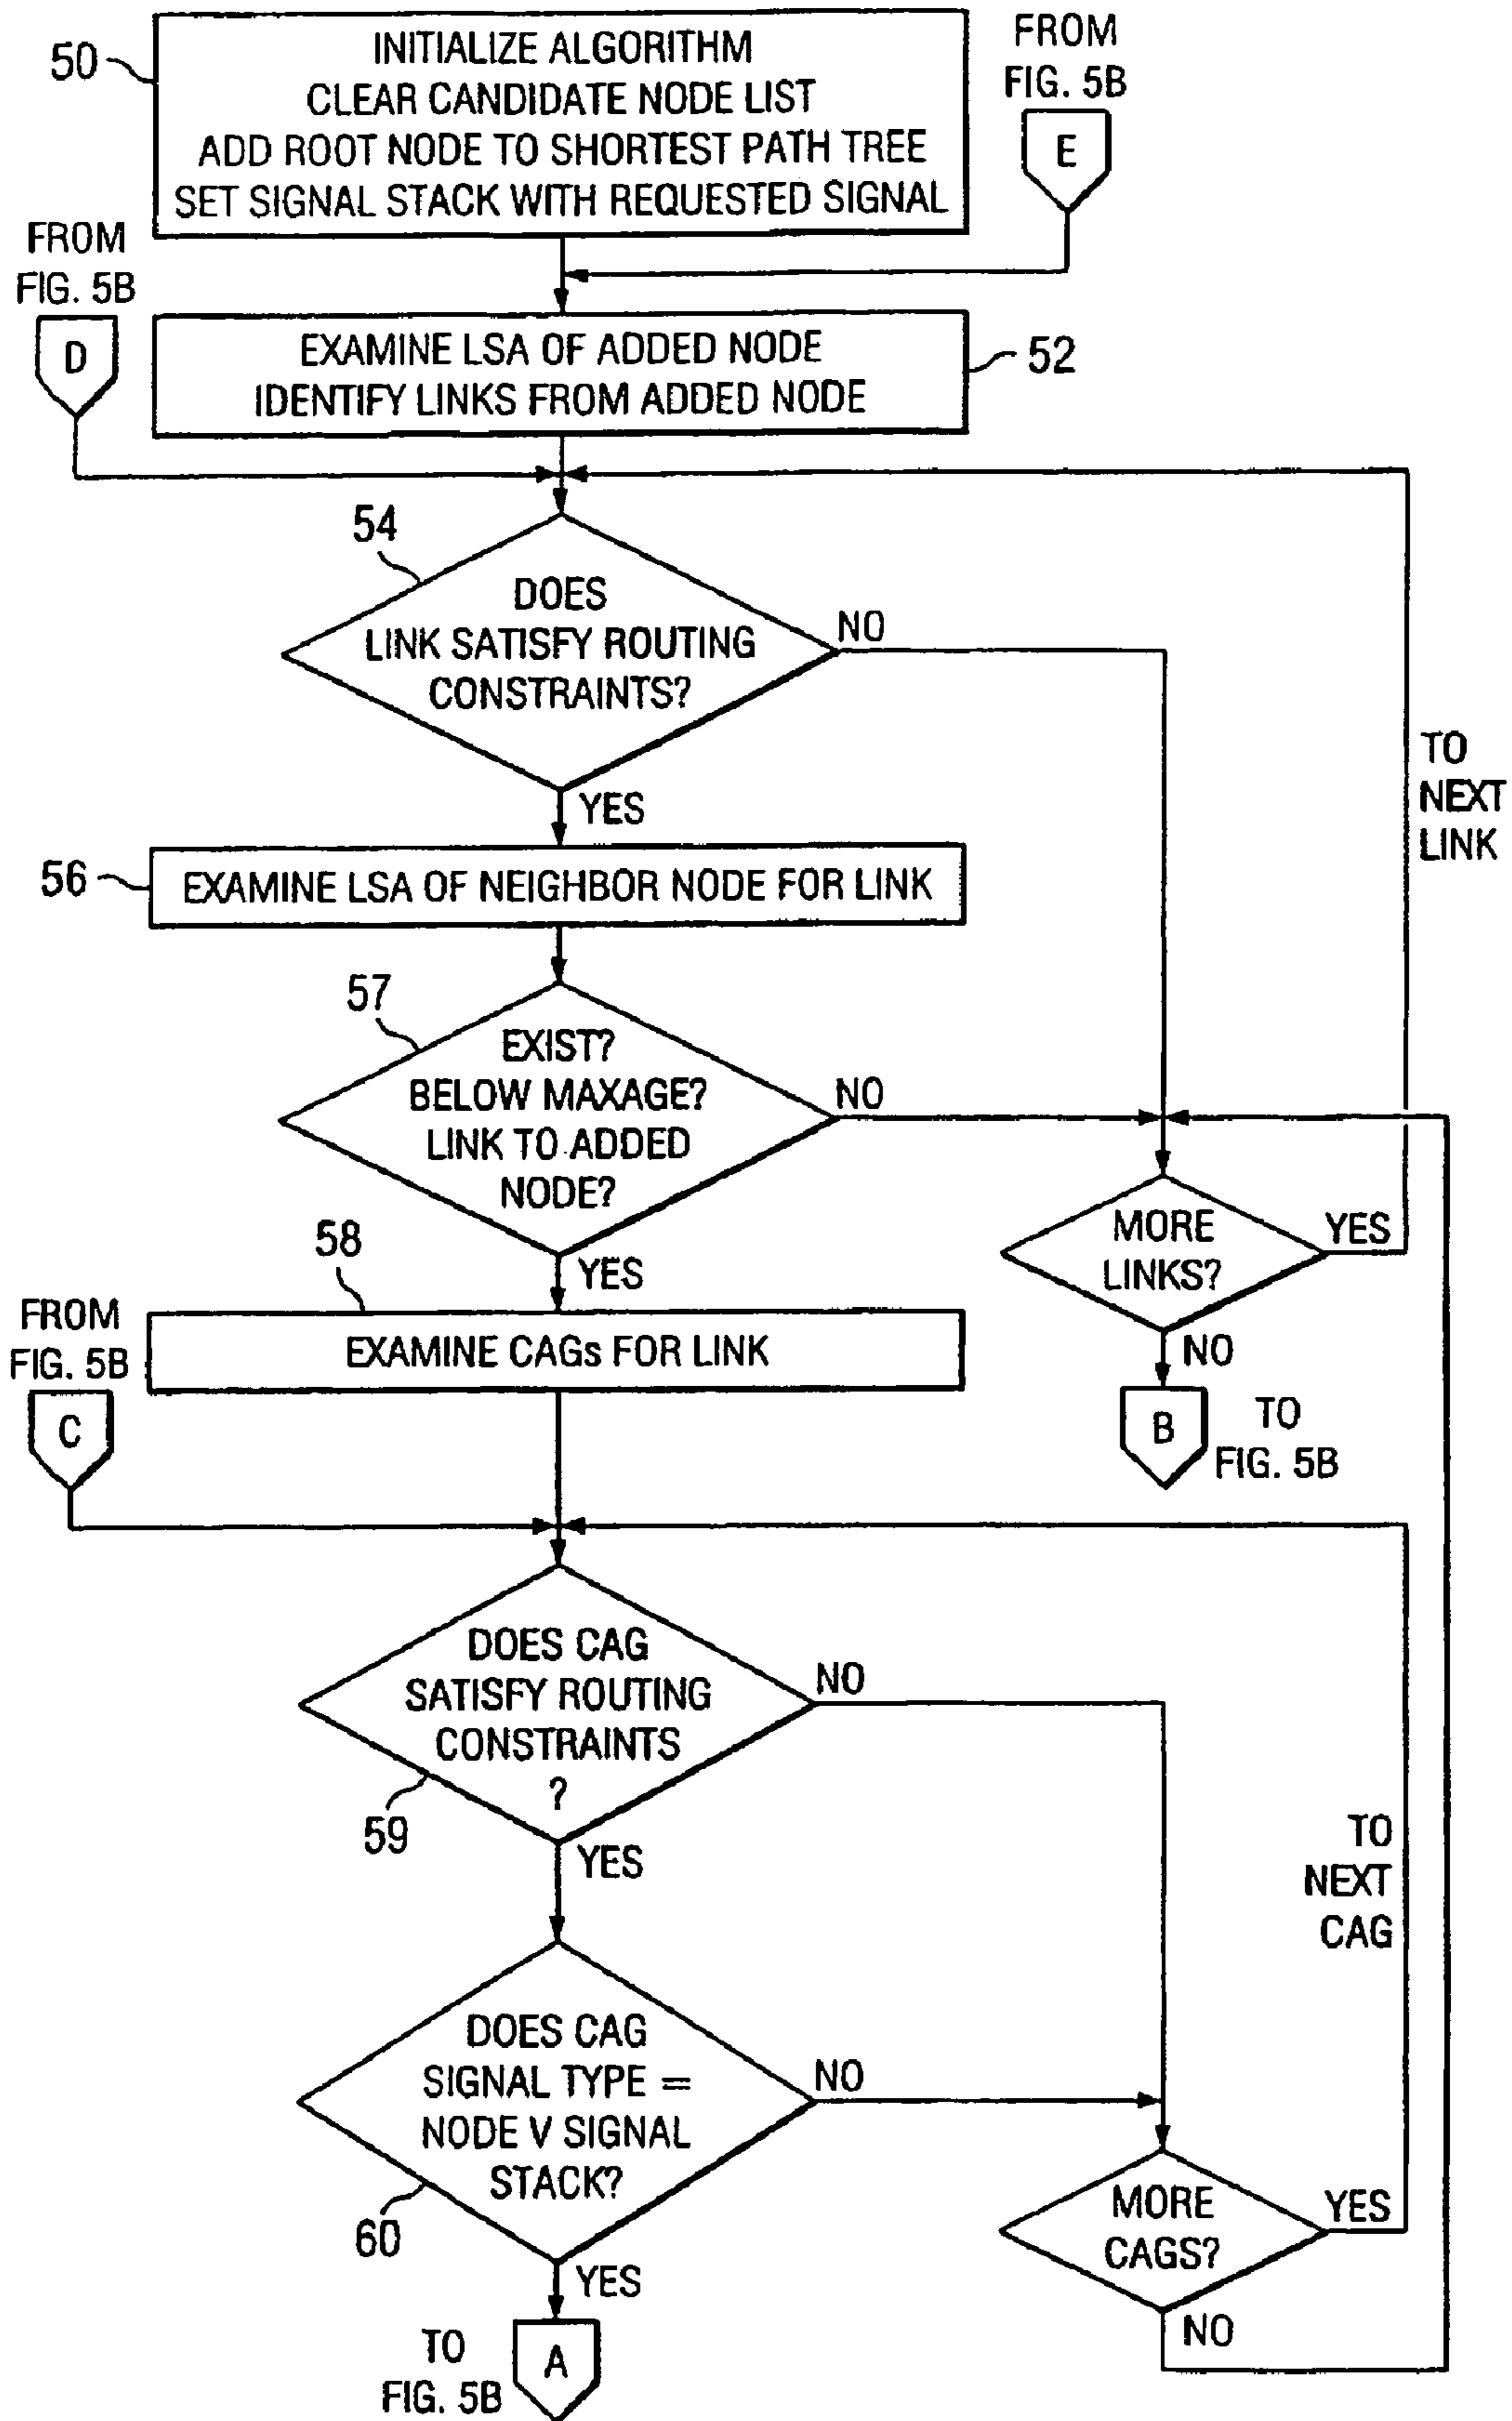 50
INITIALIZE ALGORITHM
CLEAR CANDIDATE NODE LIST
ADD ROOT NODE TO SHORTEST PATH TREE
SET SIGNAL STACK WITH REQUESTED SIGNAL
FROM
FIG. 5B
E
FROM
FIG. 5B
D
EXAMINE LSA OF ADDED NODE
IDENTIFY LINKS FROM ADDED NODE
52
54
DOES
LINK SATISFY ROUTING
CONSTRAINTS?
NO
YES
TO
NEXT
LINK
56
EXAMINE LSA OF NEIGHBOR NODE FOR LINK
57
EXIST?
BELOW MAXAGE?
LINK TO ADDED
NODE?
NO
YES
MORE
LINKS?
YES
NO
B
TO
FIG. 5B
58
EXAMINE CAGs FOR LINK
FROM
FIG. 5B
C
DOES CAG
SATISFY ROUTING
CONSTRAINTS
?
59
NO
YES
TO
NEXT
CAG
DOES CAG
SIGNAL TYPE =
NODE V SIGNAL
STACK?
60
NO
YES
MORE
CAGS?
YES
NO
TO
FIG. 5B
A